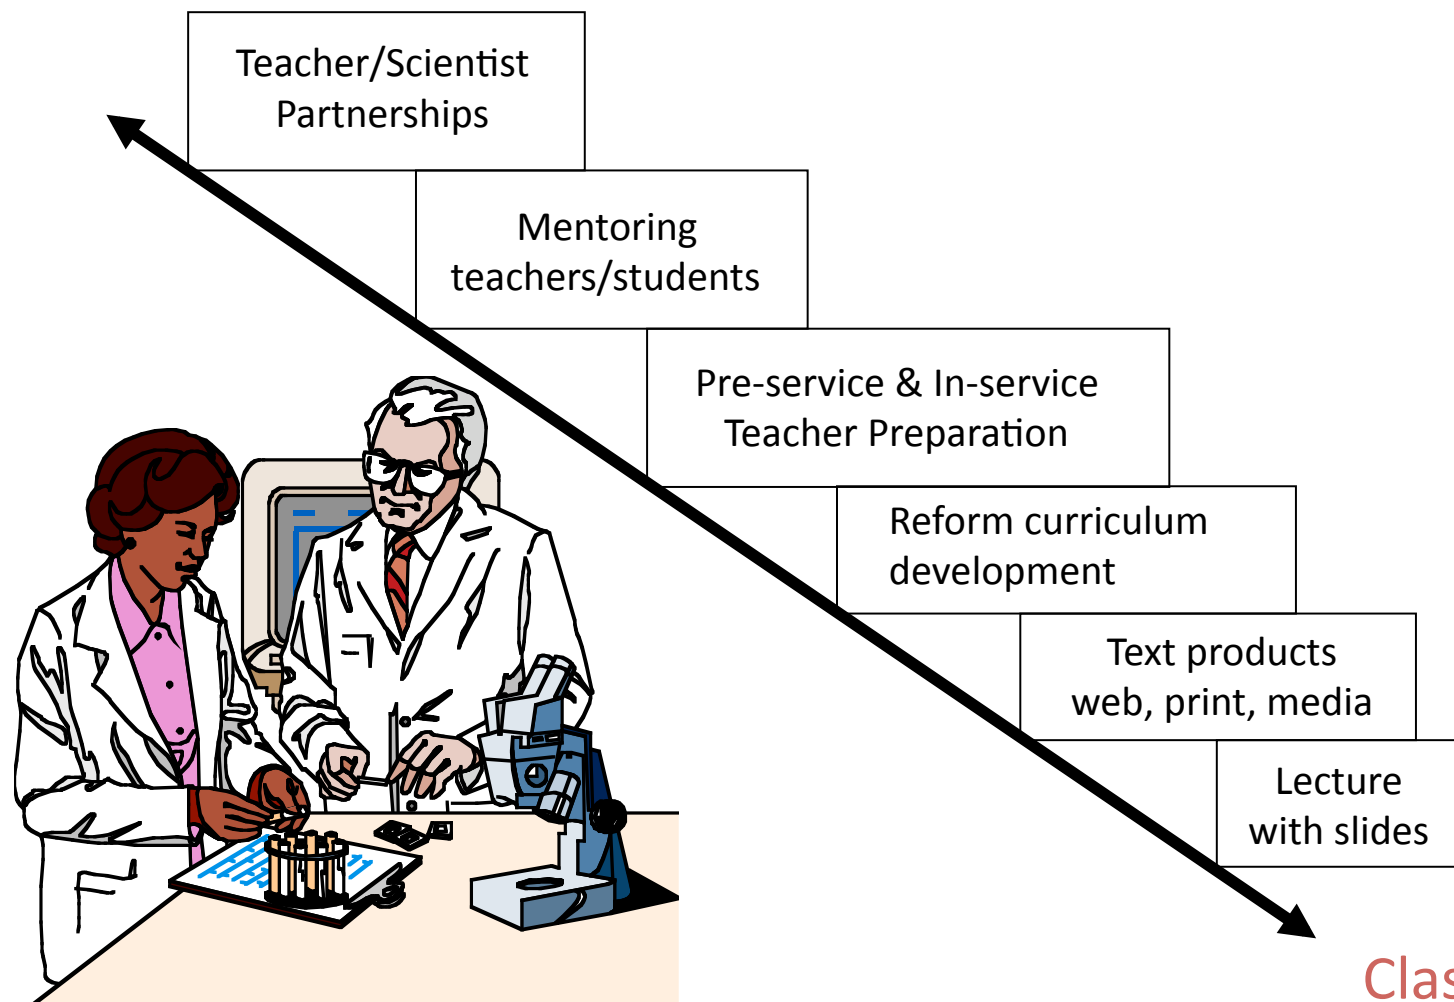 Teacher/Scientist
Partnerships
Mentoring
teachers/students
Pre-service & In-service
Teacher Preparation
Reform curriculum
development
Text products
web, print, media
Lecture
with slides
Clas